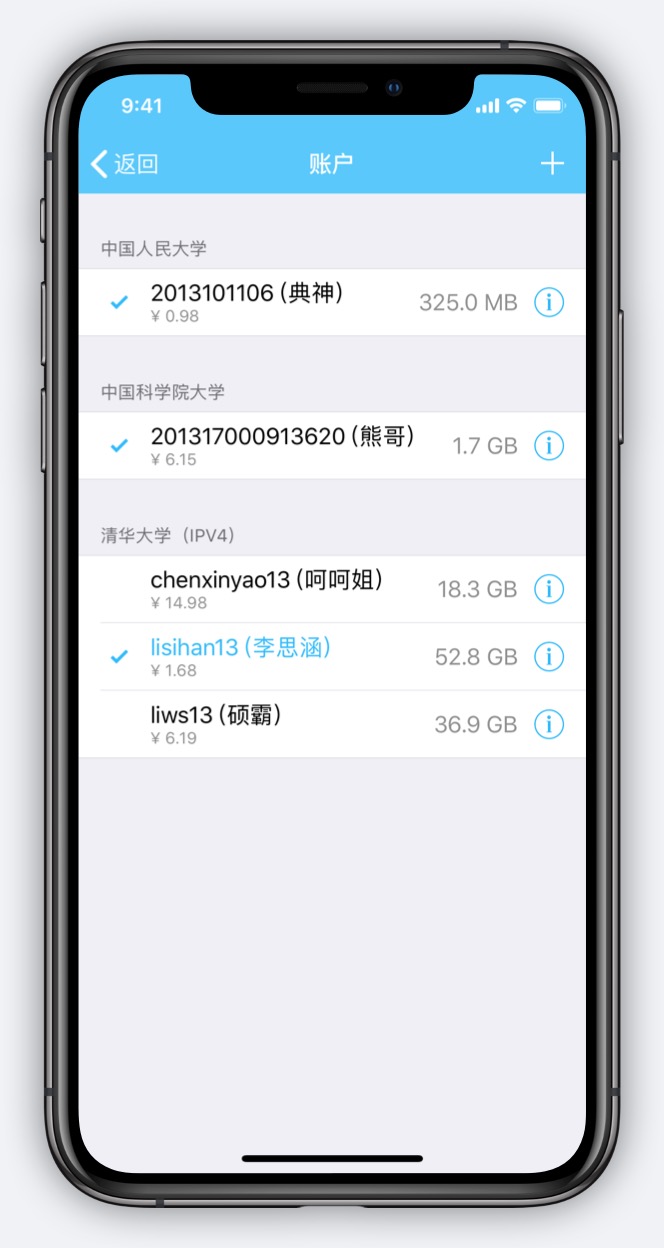 9:41
返回 账户
中国人民大学
2013101106 (典神) 325.0 MB
¥ 0.98
中国科学院大学
201317000913620 (熊哥) 1.7 GB
¥ 6.15
清华大学（IPV4）
chenxinyao13 (呵呵姐) 18.3 GB
¥ 14.98
lisihan13 (李思涵) 52.8 GB
¥ 1.68
liws13 (硕霸) 36.9 GB
¥ 6.19